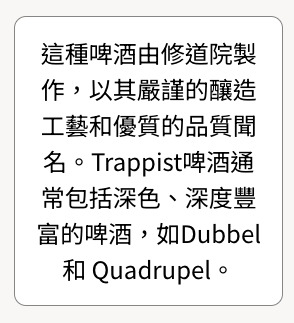 這種啤酒由修道院製
作，以其嚴謹的釀造
工藝和優質的品質聞
名。Trappist啤酒通
常包括深色、深度豐
富的啤酒，如Dubbel
和 Quadrupel。